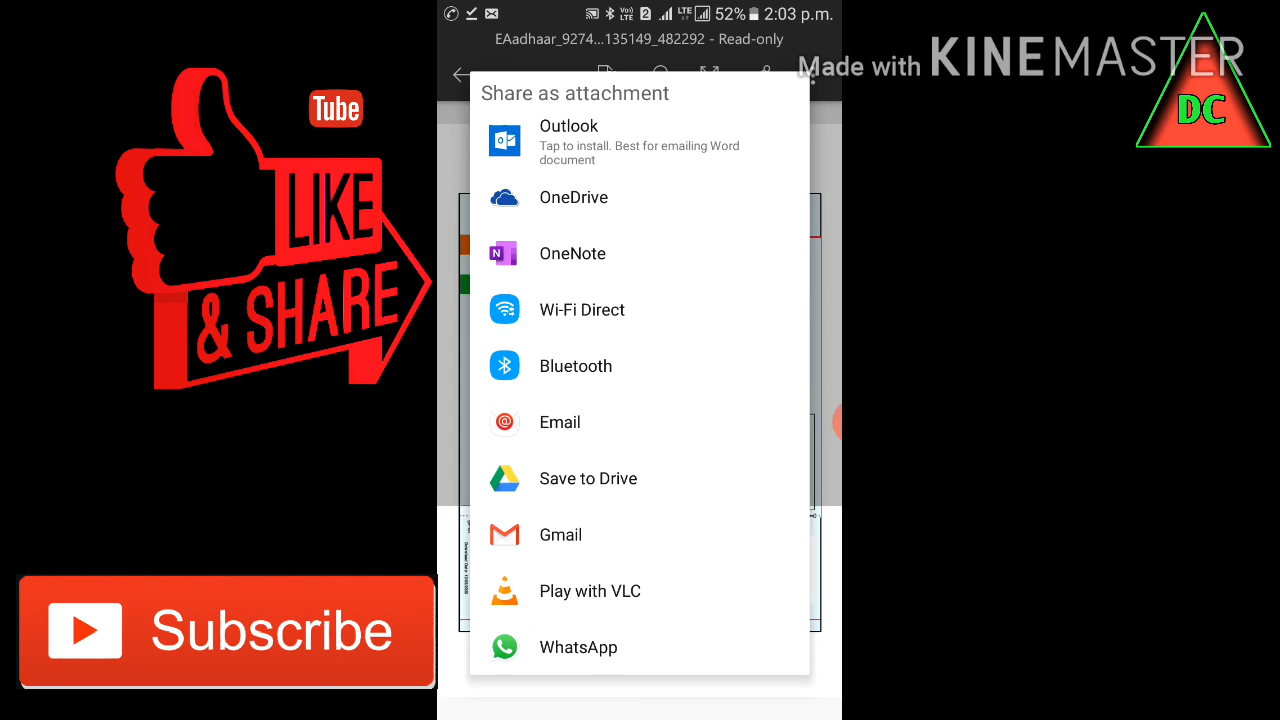 52% 2:03 p.m.
EAadhaar_9274...135149_482292 - Read-only
Made with KINEMASTER
DC
Tube
LIKE
& SHARE
Subscribe
Share as attachment
Outlook
Tap to install. Best for emailing Word
document
OneDrive
OneNote
Wi-Fi Direct
Bluetooth
Email
Save to Drive
Gmail
Play with VLC
WhatsApp